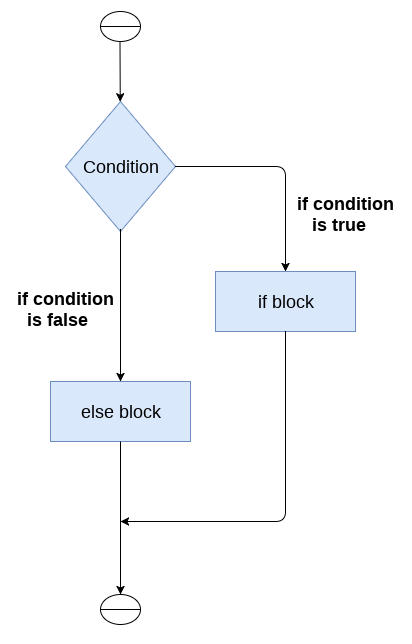 Condition
if condition
is true
if block
if condition
is false
else block